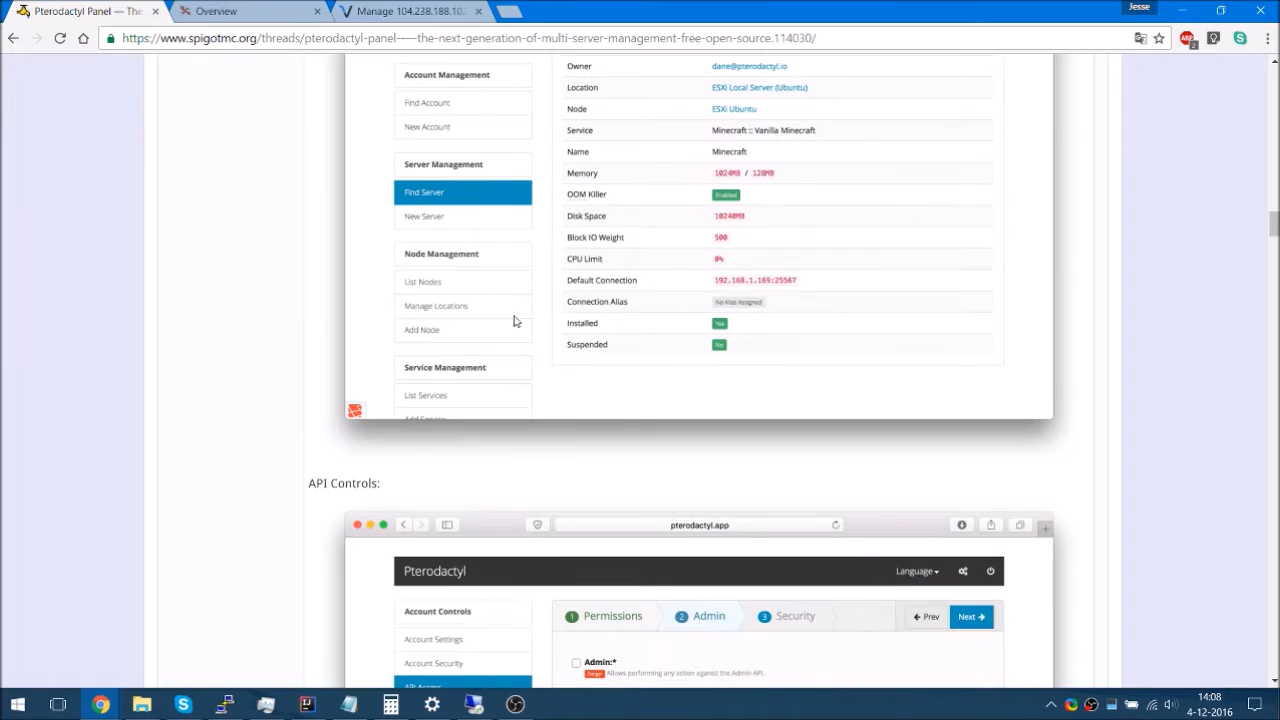 Pterodactyl Panel — The
Overview
Manage 104.238.188.10
Jesse
https://www.spigotmc.org/threads/pterodactyl-panel-—-the-next-generation-of-multi-server-management-free-open-source.114030/
ABP
2
Account Management
Find Account
New Account
Server Management
Find Server
New Server
Node Management
List Nodes
Manage Locations
Add Node
Service Management
List Services
Add Service
Owner dane@pterodactyl.io
Location ESXi Local Server (Ubuntu)
Node ESXi Ubuntu
Service Minecraft :: Vanilla Minecraft
Name Minecraft
Memory 1024MB / 128MB
OOM Killer Enabled
Disk Space 10240MB
Block IO Weight 500
CPU Limit 0%
Default Connection 192.168.1.169:25567
Connection Alias No Alias Assigned
Installed Yes
Suspended No
API Controls:
pterodactyl.app
Pterodactyl
Language
Account Controls
Account Settings
Account Security
API Access
1 Permissions
2 Admin
3 Security
Prev
Next
Admin:*
Danger Allows performing any action against the Admin API.
14:08
4-12-2016